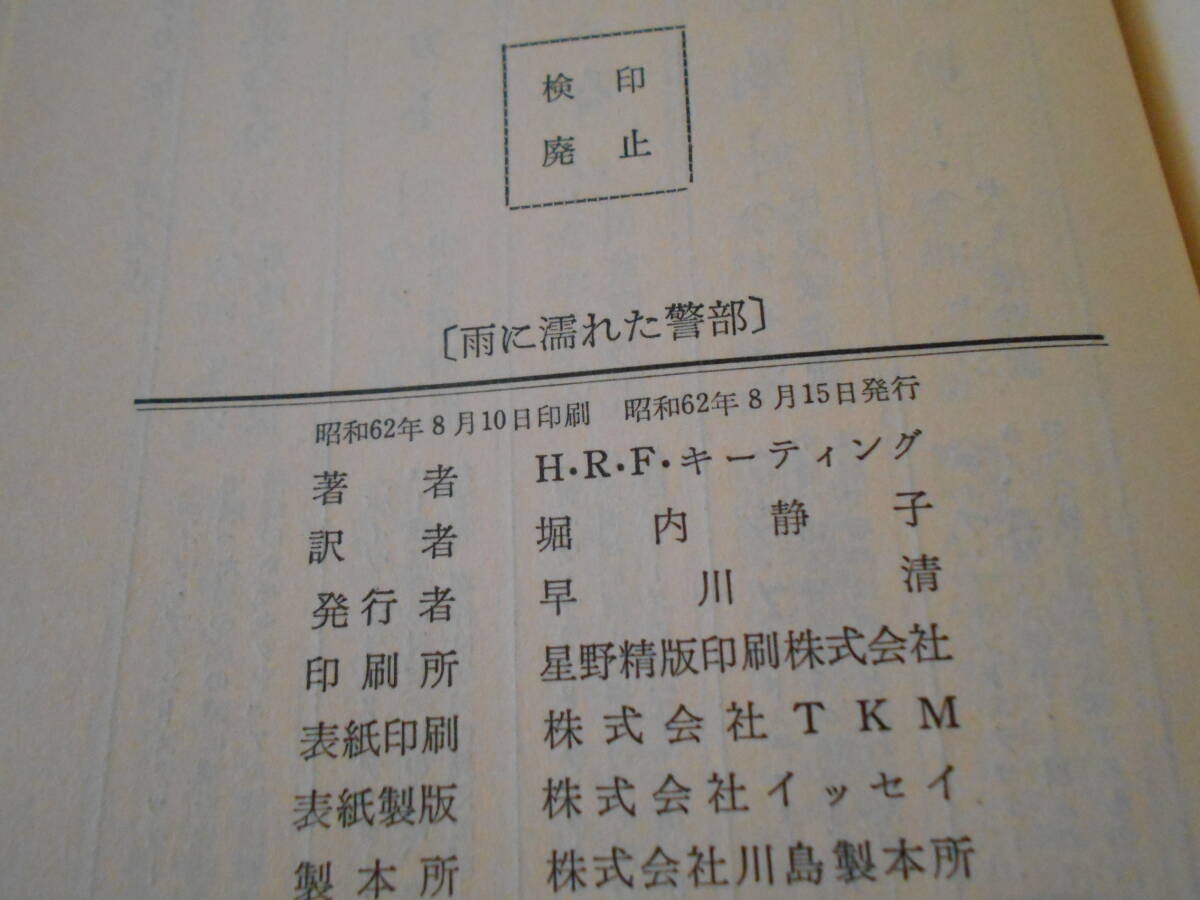 検印
廃止
〔雨に濡れた警部〕
昭和62年8月10日印刷 昭和62年8月15日発行
著者 H・R・F・キーティング
訳者 堀内静子
発行者 早川清
印刷所 星野精版印刷株式会社
表紙印刷 株式会社TKM
表紙製版 株式会社イッセイ
製本所 株式会社川島製本所